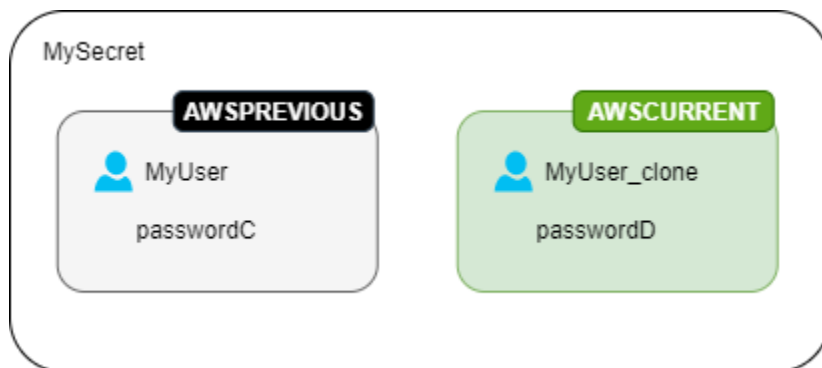 MySecret
AWSPREVIOUS
MyUser
passwordC
AWSCURRENT
MyUser_clone
passwordD